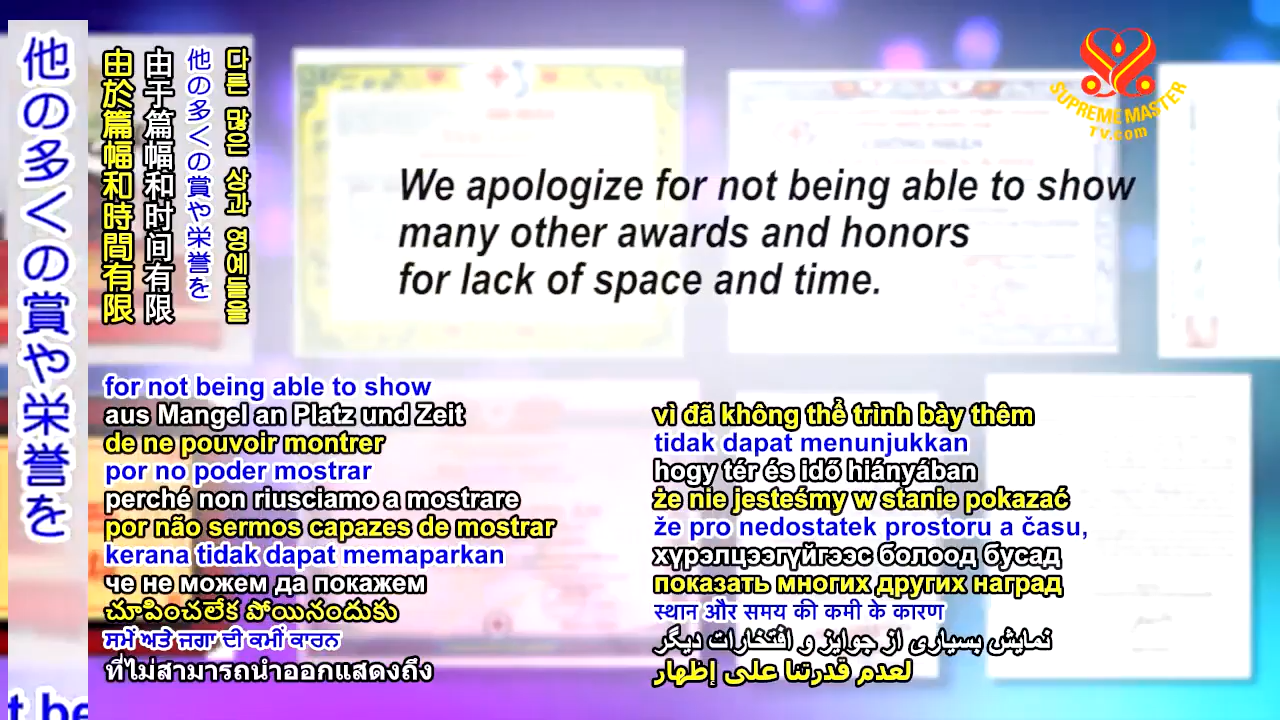 他の多くの賞や栄誉を
由於篇幅和時間有限
由于篇幅和时间有限
他の多くの賞や栄誉を
다른 많은 상과 영예들을
SUPREME MASTER
TV.com
We apologize for not being able to show
many other awards and honors
for lack of space and time.
for not being able to show
aus Mangel an Platz und Zeit
de ne pouvoir montrer
por no poder mostrar
perché non riusciamo a mostrare
por não sermos capazes de mostrar
kerana tidak dapat memaparkan
че не можем да покажем
చూపించలేక పోయినందుకు
ਸਮੇਂ ਅਤੇ ਜਗਾ ਦੀ ਕਮੀਂ ਕਾਰਨ
ที่ไม่สามารถนำออกแสดงถึง
vì đã không thể trình bày thêm
tidak dapat menunjukkan
hogy tér és idő hiányában
że nie jesteśmy w stanie pokazać
že pro nedostatek prostoru a času,
хүрэлцээгүйгээс болоод бусад
показать многих других наград
स्थान और समय की कमी के कारण
نمایش بسیاری از جوایز و افتخارات دیگر
لعدم قدرتنا على إظهار
t be